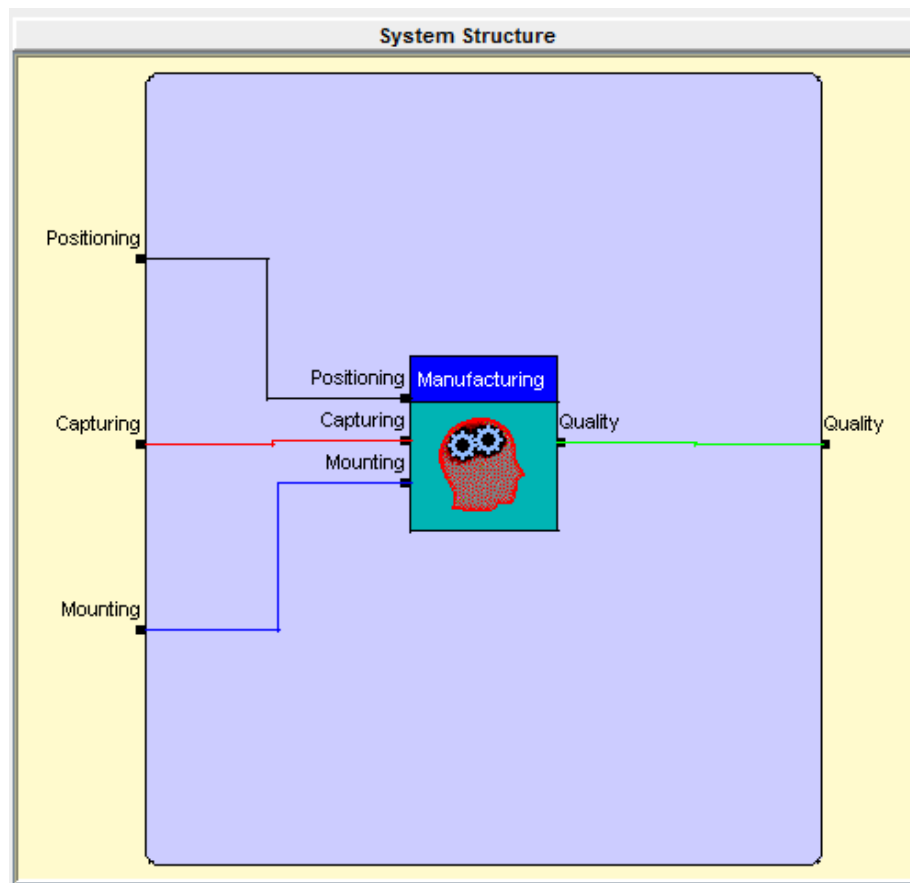 System Structure
Positioning
Positioning
Manufacturing
Capturing
Capturing
Quality
Quality
Mounting
Mounting